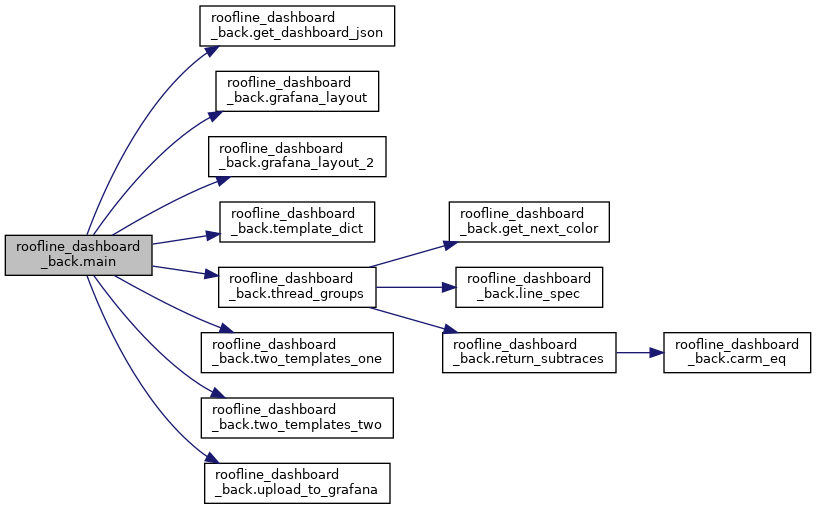 roofline_dashboard
_back.get_dashboard_json
roofline_dashboard
_back.grafana_layout
roofline_dashboard
_back.grafana_layout_2
roofline_dashboard
_back.template_dict
roofline_dashboard
_back.get_next_color
roofline_dashboard
_back.main
roofline_dashboard
_back.thread_groups
roofline_dashboard
_back.line_spec
roofline_dashboard
_back.two_templates_one
roofline_dashboard
_back.return_subtraces
roofline_dashboard
_back.carm_eq
roofline_dashboard
_back.two_templates_two
roofline_dashboard
_back.upload_to_grafana